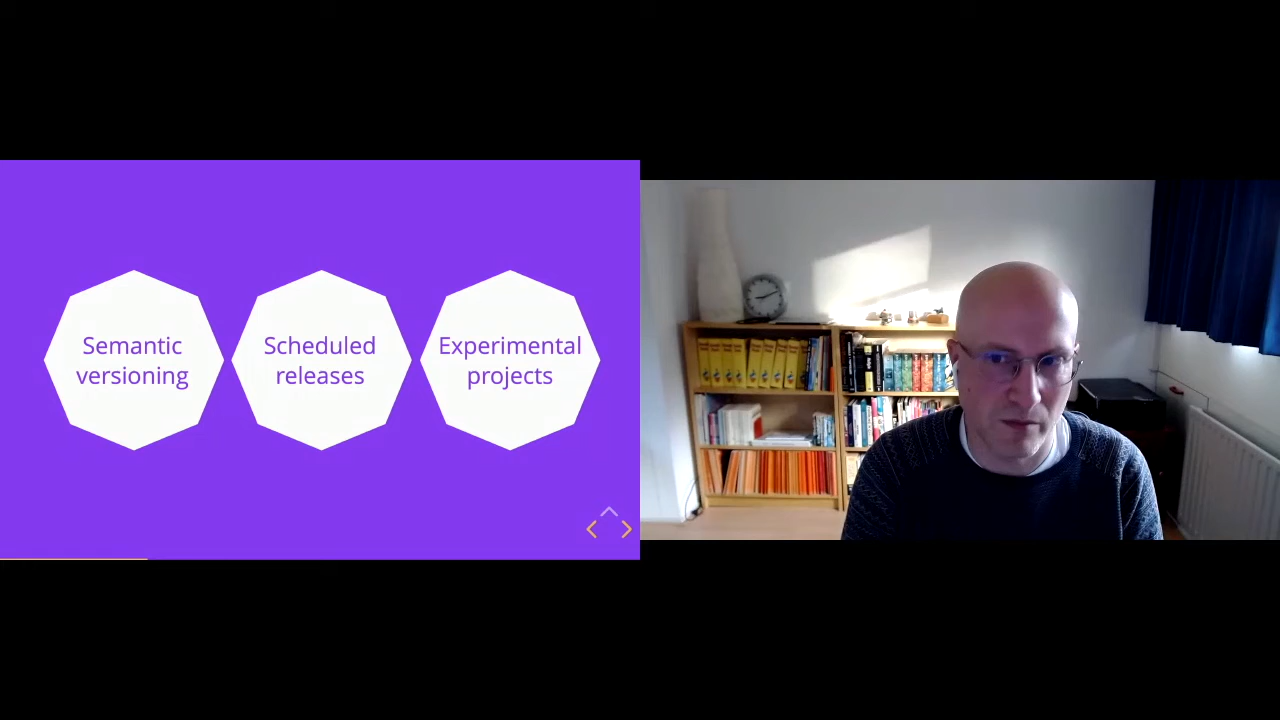 Semantic
versioning
Scheduled
releases
Experimental
projects